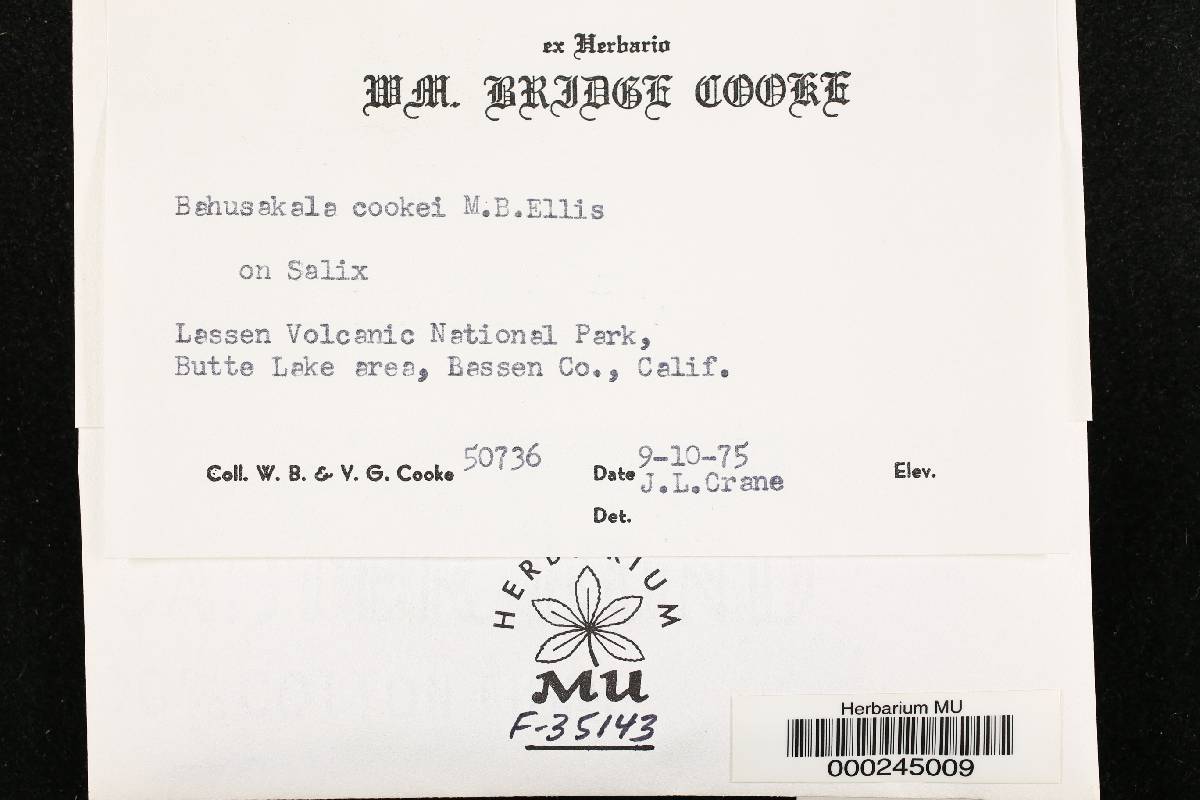 ex Herbario
WM. BRIDGE COOKE
Bahusakala cookei M.B.Ellis
on Salix
Lassen Volcanic National Park,
Butte Lake area, Bassen Co., Calif.
Coll. W. B. & V. G. Cooke 50736 Date 9-10-75 Elev.
J.L.Crane
Det.
HERBARIUM
MU
F-35143
Herbarium MU
000245009